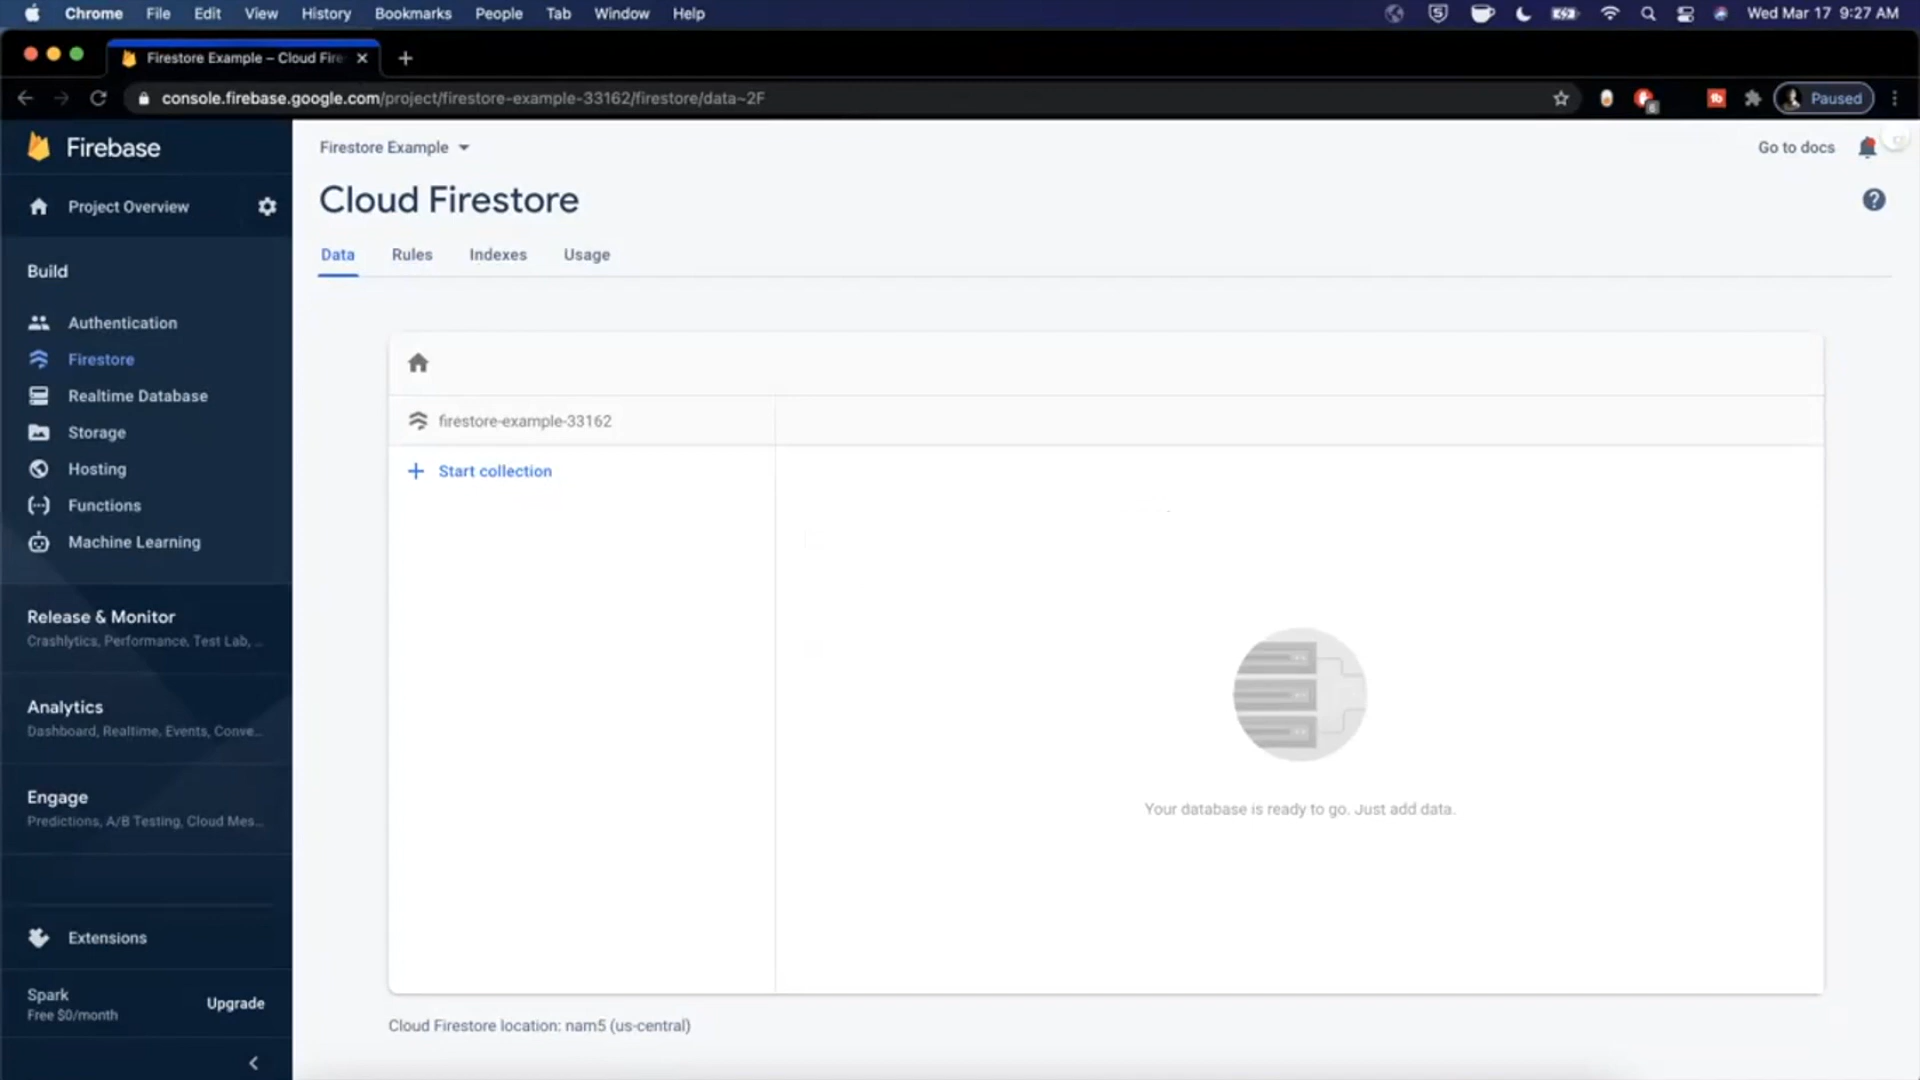 Chrome File Edit View History Bookmarks People Tab Window Help Wed Mar 17 9:27 AM
Firestore Example – Cloud Fire
console.firebase.google.com/project/firestore-example-33162/firestore/data~2F Paused
Firebase
Firestore Example
Go to docs
Project Overview
Cloud Firestore
Data Rules Indexes Usage
Build
Authentication
Firestore
Realtime Database
Storage
Hosting
Functions
Machine Learning
firestore-example-33162
Start collection
Your database is ready to go. Just add data.
Release & Monitor
Crashlytics, Performance, Test Lab, ...
Analytics
Dashboard, Realtime, Events, Conve...
Engage
Predictions, A/B Testing, Cloud Mes...
Extensions
Spark
Free $0/month
Upgrade
Cloud Firestore location: nam5 (us-central)